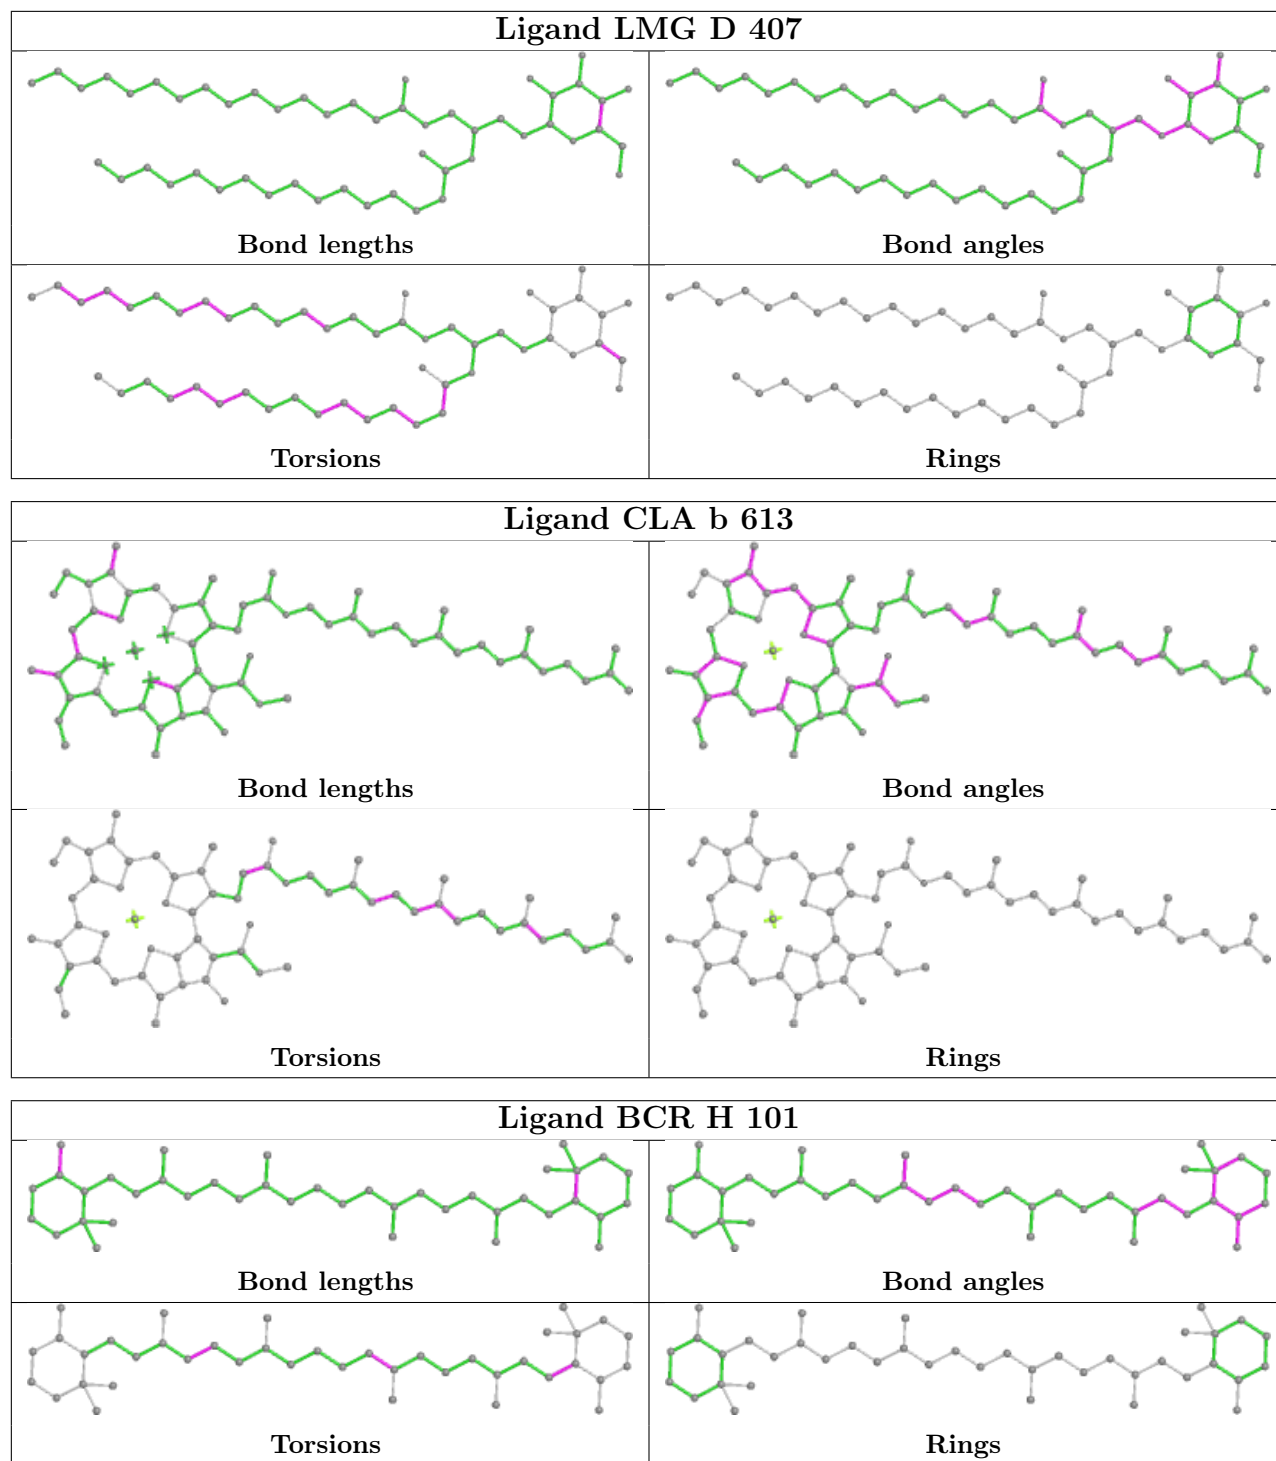 Ligand LMG D 407
Bond lengths
Bond angles
Torsions
Rings
Ligand CLA b 613
Bond lengths
Bond angles
Torsions
Rings
Ligand BCR H 101
Bond lengths
Bond angles
Torsions
Rings